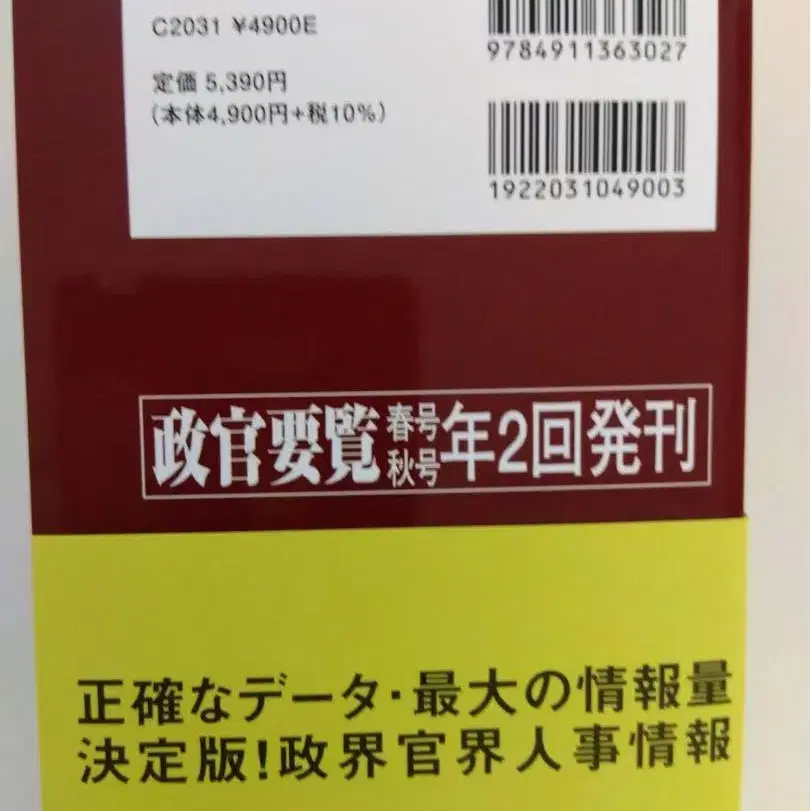 C2031 ¥4900E
定価 5,390円
(本体4,900円+税10%)
9784911363027
1922031049003
政官要覧 春号 秋号 年2回発刊
正確なデータ・最大の情報量
決定版!政界官界人事情報